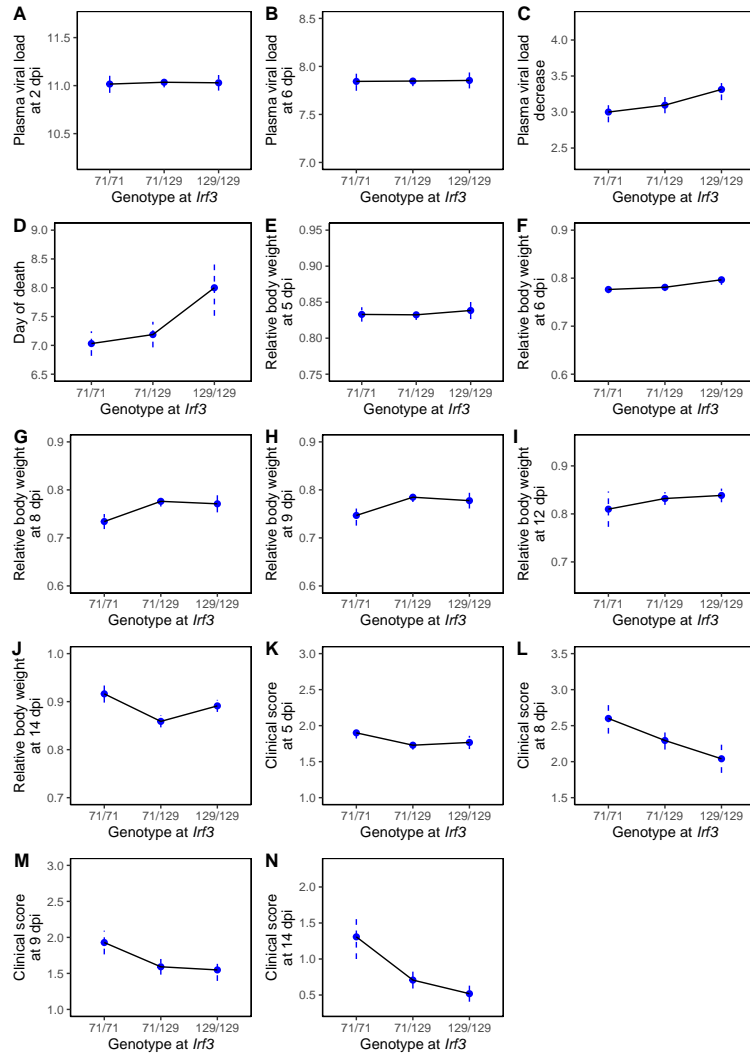 A
Plasma viral load
at 2 dpi
11.5
11.0
10.5
71/71 71/129 129/129
Genotype at Irf3
B
Plasma viral load
at 6 dpi
8.5
8.0
7.5
7.0
71/71 71/129 129/129
Genotype at Irf3
C
Plasma viral load
decrease
4.0
3.5
3.0
2.5
71/71 71/129 129/129
Genotype at Irf3
D
Day of death
9.0
8.5
8.0
7.5
7.0
6.5
71/71 71/129 129/129
Genotype at Irf3
E
Relative body weight
at 5 dpi
0.95
0.90
0.85
0.80
0.75
71/71 71/129 129/129
Genotype at Irf3
F
Relative body weight
at 6 dpi
0.9
0.8
0.7
0.6
71/71 71/129 129/129
Genotype at Irf3
G
Relative body weight
at 8 dpi
0.9
0.8
0.7
0.6
71/71 71/129 129/129
Genotype at Irf3
H
Relative body weight
at 9 dpi
0.9
0.8
0.7
0.6
71/71 71/129 129/129
Genotype at Irf3
I
Relative body weight
at 12 dpi
0.9
0.8
0.7
71/71 71/129 129/129
Genotype at Irf3
J
Relative body weight
at 14 dpi
1.0
0.9
0.8
0.7
71/71 71/129 129/129
Genotype at Irf3
K
Clinical score
at 5 dpi
3.0
2.5
2.0
1.5
1.0
71/71 71/129 129/129
Genotype at Irf3
L
Clinical score
at 8 dpi
3.5
3.0
2.5
2.0
1.5
71/71 71/129 129/129
Genotype at Irf3
M
Clinical score
at 9 dpi
3.0
2.5
2.0
1.5
1.0
71/71 71/129 129/129
Genotype at Irf3
N
Clinical score
at 14 dpi
2.0
1.5
1.0
0.5
71/71 71/129 129/129
Genotype at Irf3